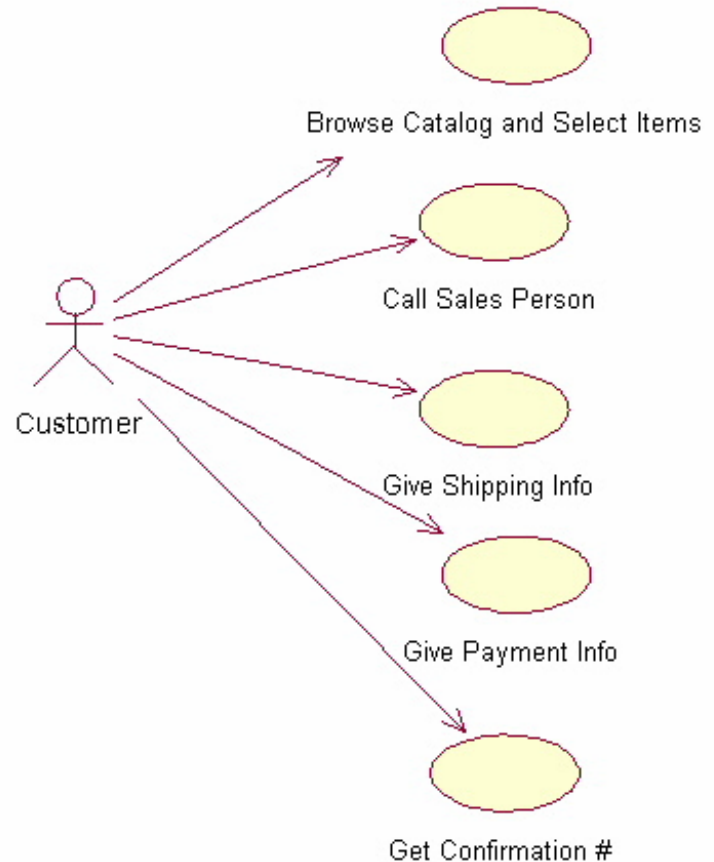 Browse Catalog and Select Items
Call Sales Person
Customer
Give Shipping Info
Give Payment Info
Get Confirmation #